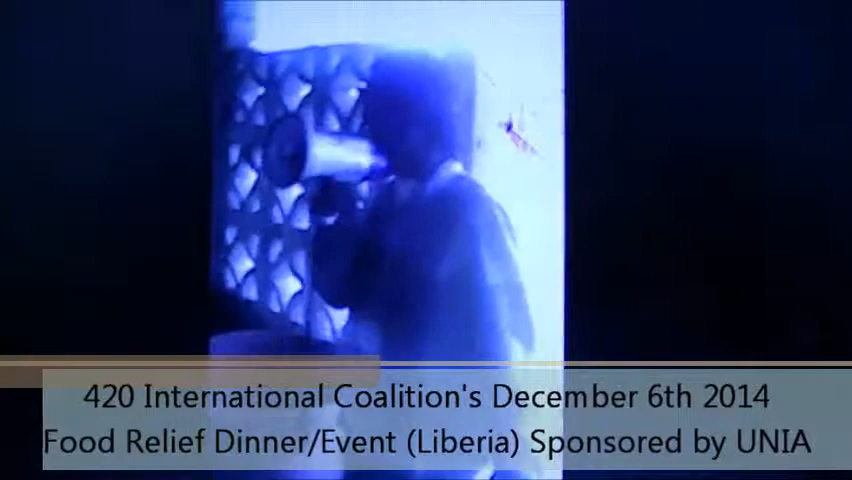 420 International Coalition's December 6th 2014
Food Relief Dinner/Event (Liberia) Sponsored by UNIA